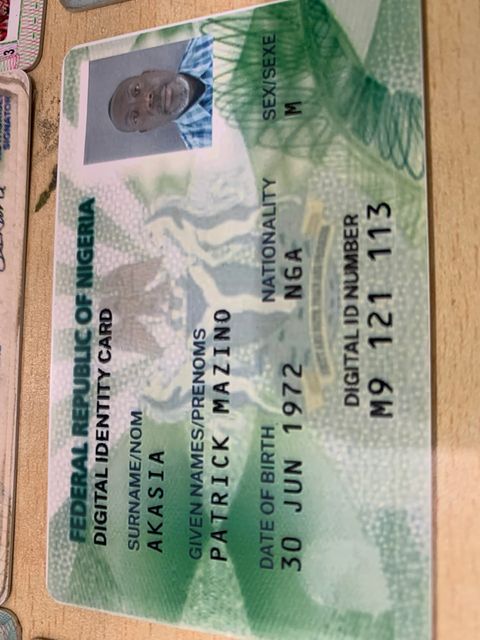 SIGNATOR
FEDERAL REPUBLIC OF NIGERIA
DIGITAL IDENTITY CARD
SURNAME/NOM
AKASIA
GIVEN NAMES/PRENOMS
PATRICK MAZINO
DATE OF BIRTH NATIONALITY SEX/SEXE
30 JUN 1972 NGA M
DIGITAL ID NUMBER
M9 121 113